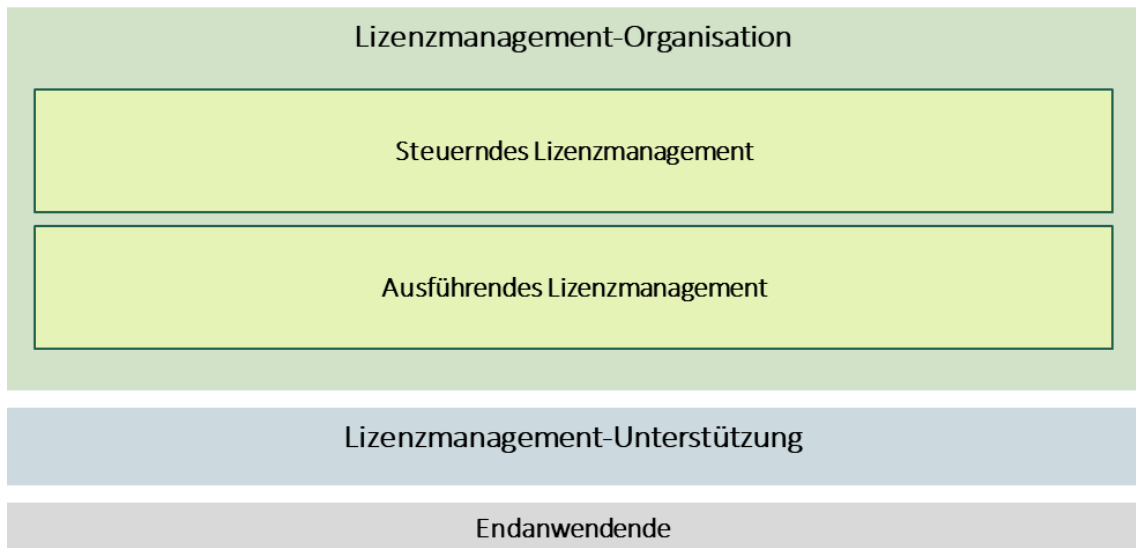 Lizenzmanagement-Organisation
Steuerndes Lizenzmanagement
Ausführendes Lizenzmanagement
Lizenzmanagement-Unterstützung
Endanwendende